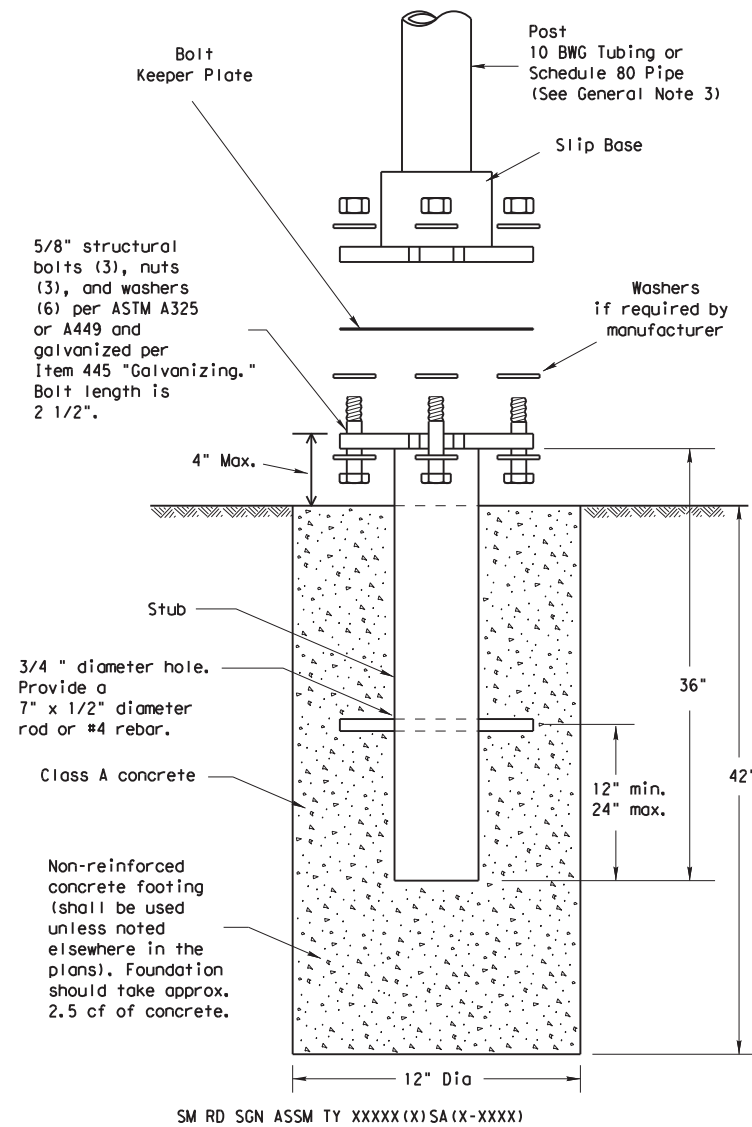 Bolt
Keeper Plate
Post
10 BWG Tubing or
Schedule 80 Pipe
(See General Note 3)
Slip Base
5/8" structural
bolts (3), nuts
(3), and washers
(6) per ASTM A325
or A449 and
galvanized per
Item 445 "Galvanizing."
Bolt length is
2 1/2".
Washers
if required by
manufacturer
4" Max.
Stub
3/4 " diameter hole.
Provide a
7" x 1/2" diameter
rod or #4 rebar.
36"
Class A concrete
12" min.
24" max.
42"
Non-reinforced
concrete footing
(shall be used
unless noted
elsewhere in the
plans). Foundation
should take approx.
2.5 cf of concrete.
12" Dia
SM RD SGN ASSM TY XXXXX(X)SA(X-XXXX)